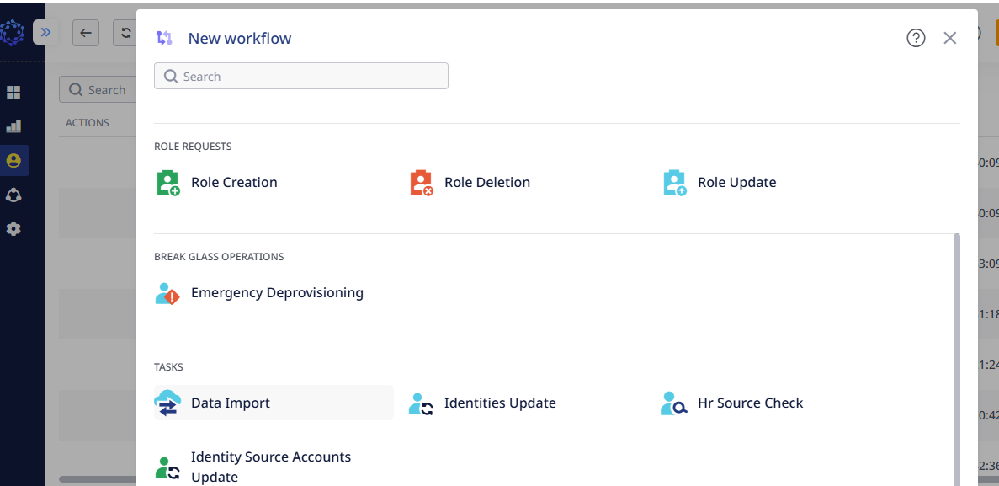 New workflow
Search
Search
ACTIONS
ROLE REQUESTS
Role Creation
Role Deletion
Role Update
BREAK GLASS OPERATIONS
Emergency Deprovisioning
TASKS
Data Import
Identities Update
Hr Source Check
Identity Source Accounts
Update
0:09
3:09
1:18
1:24
0:42
2:36